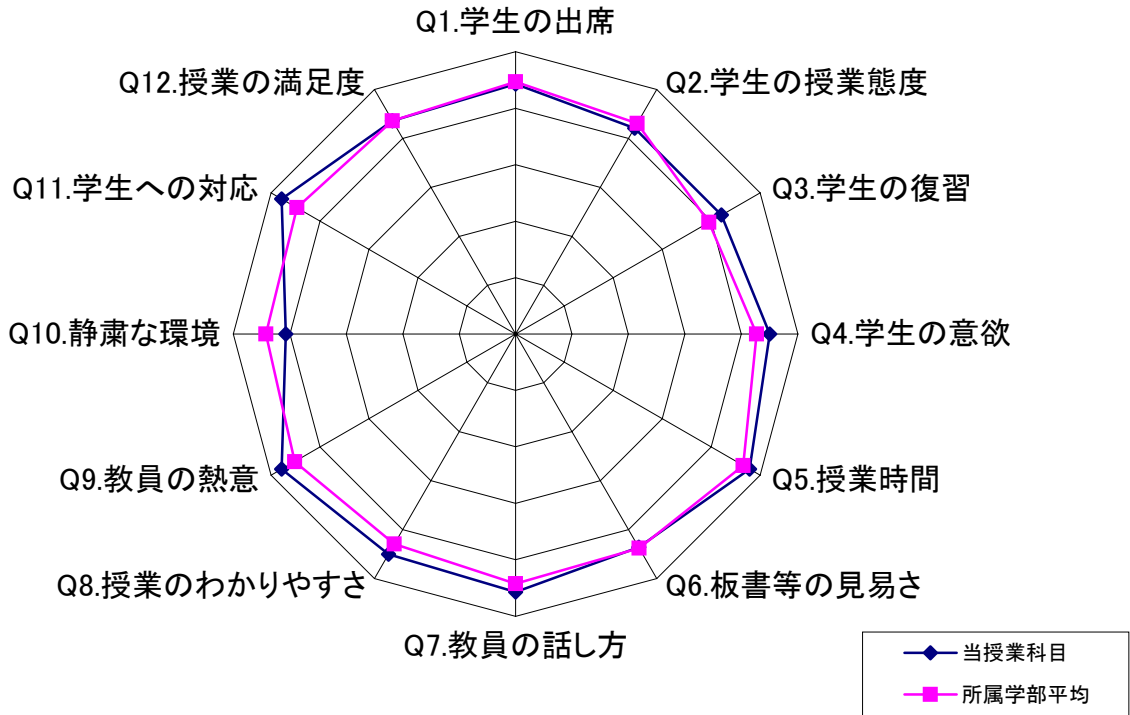 Q1.学生の出席
Q2.学生の授業態度
Q3.学生の復習
Q4.学生の意欲
Q5.授業時間
Q6.板書等の見易さ
Q7.教員の話し方
Q8.授業のわかりやすさ
Q9.教員の熱意
Q10.静粛な環境
Q11.学生への対応
Q12.授業の満足度
当授業科目
所属学部平均